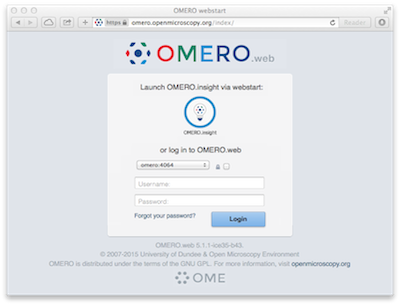 OMERO webstart
https omero.openmicroscopy.org/index/ Reader
OMERO.web
Launch OMERO.insight via webstart:
OMERO.insight
or log in to OMERO.web
omero:4064
Username
Password
Forgot your password? Login
OMERO.web 5.1.1-ice35-b43.
© 2007-2015 University of Dundee & Open Microscopy Environment
OMERO is distributed under the terms of the GNU GPL. For more information, visit openmicroscopy.org
OME